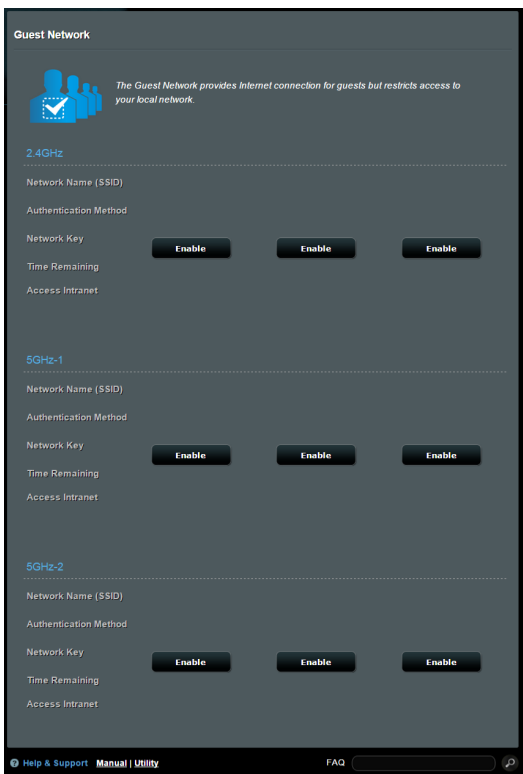 Guest Network
The Guest Network provides Internet connection for guests but restricts access to
your local network.
2.4GHz
Network Name (SSID)
Authentication Method
Network Key
Enable Enable Enable
Time Remaining
Access Intranet
5GHz-1
Network Name (SSID)
Authentication Method
Network Key
Enable Enable Enable
Time Remaining
Access Intranet
5GHz-2
Network Name (SSID)
Authentication Method
Network Key
Enable Enable Enable
Time Remaining
Access Intranet
Help & Support Manual | Utility FAQ